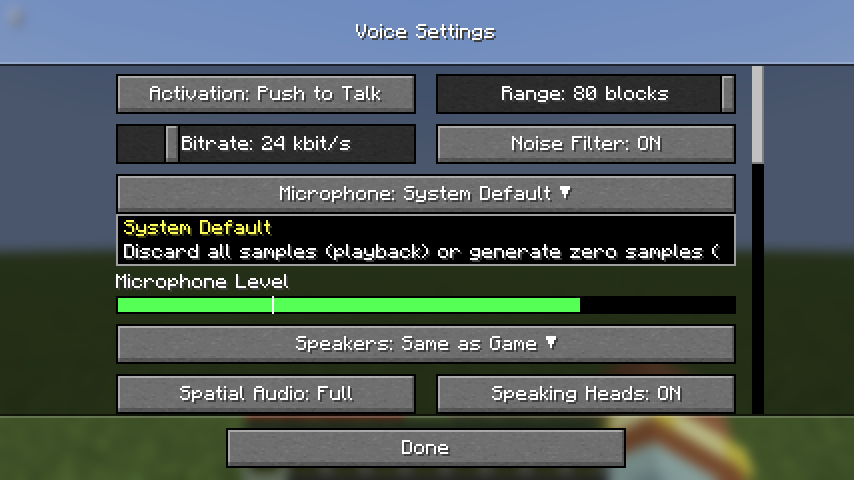 Voice Settings
Activation: Push to Talk
Range: 80 blocks
Bitrate: 24 kbit/s
Noise Filter: ON
Microphone: System Default ▼
System Default
Discard all samples (playback) or generate zero samples (
Microphone Level
Speakers: Same as Game ▼
Spatial Audio: Full
Speaking Heads: ON
Done